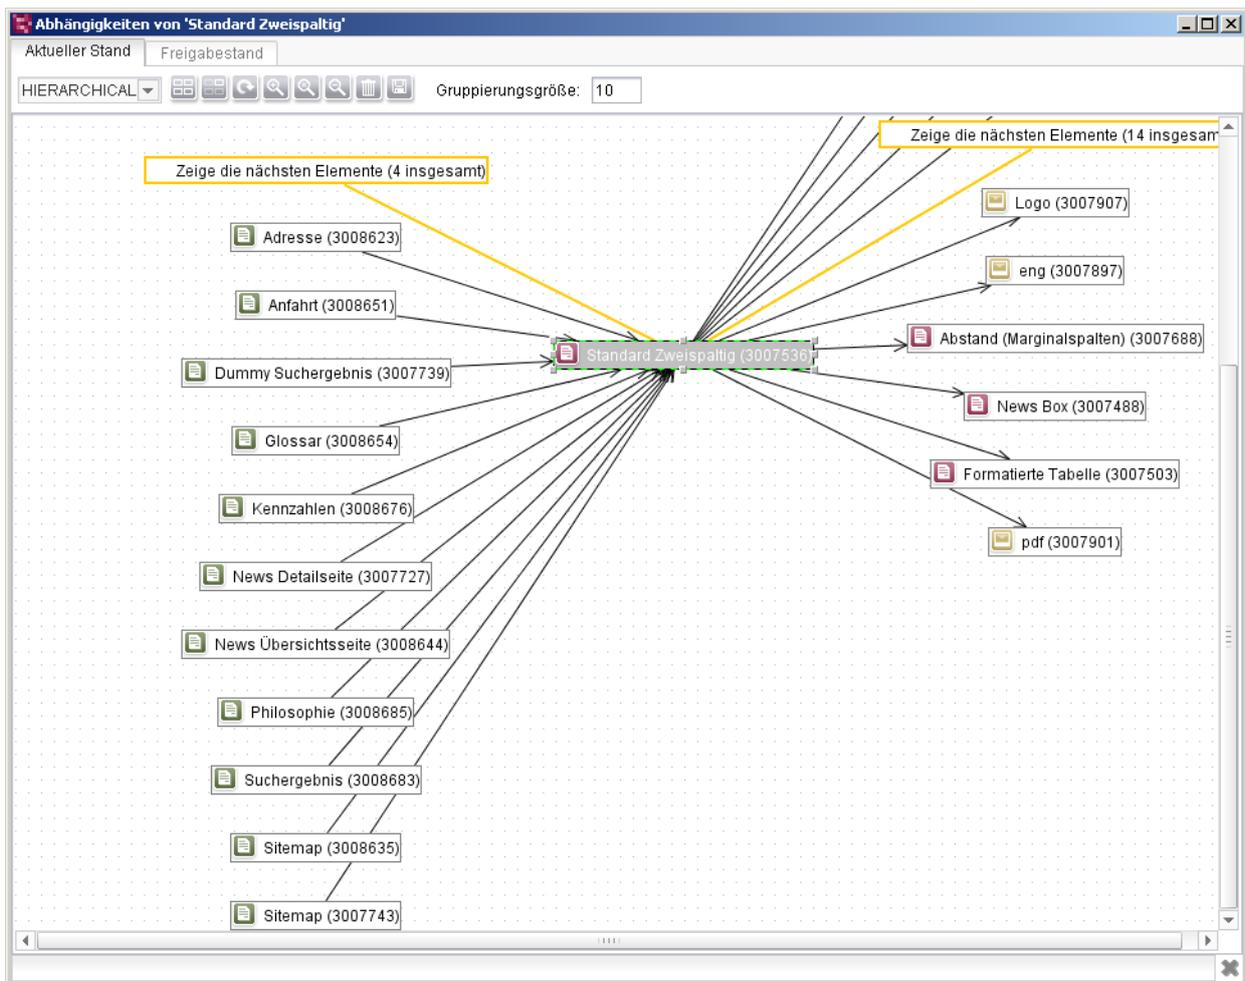 Abhängigkeiten von 'Standard Zweispaltig'
Aktueller Stand
Freigabestand
HIERARCHICAL
Gruppierungsgröße: 10
Zeige die nächsten Elemente (14 insgesam
Zeige die nächsten Elemente (4 insgesamt)
Logo (3007907)
Adresse (3008623)
eng (3007897)
Anfahrt (3008651)
Abstand (Marginalspalten) (3007688)
Standard Zweispaltig (3007536)
Dummy Suchergebnis (3007739)
News Box (3007488)
Glossar (3008654)
Formatierte Tabelle (3007503)
Kennzahlen (3008676)
pdf (3007901)
News Detailseite (3007727)
News Übersichtsseite (3008644)
Philosophie (3008685)
Suchergebnis (3008683)
Sitemap (3008635)
Sitemap (3007743)